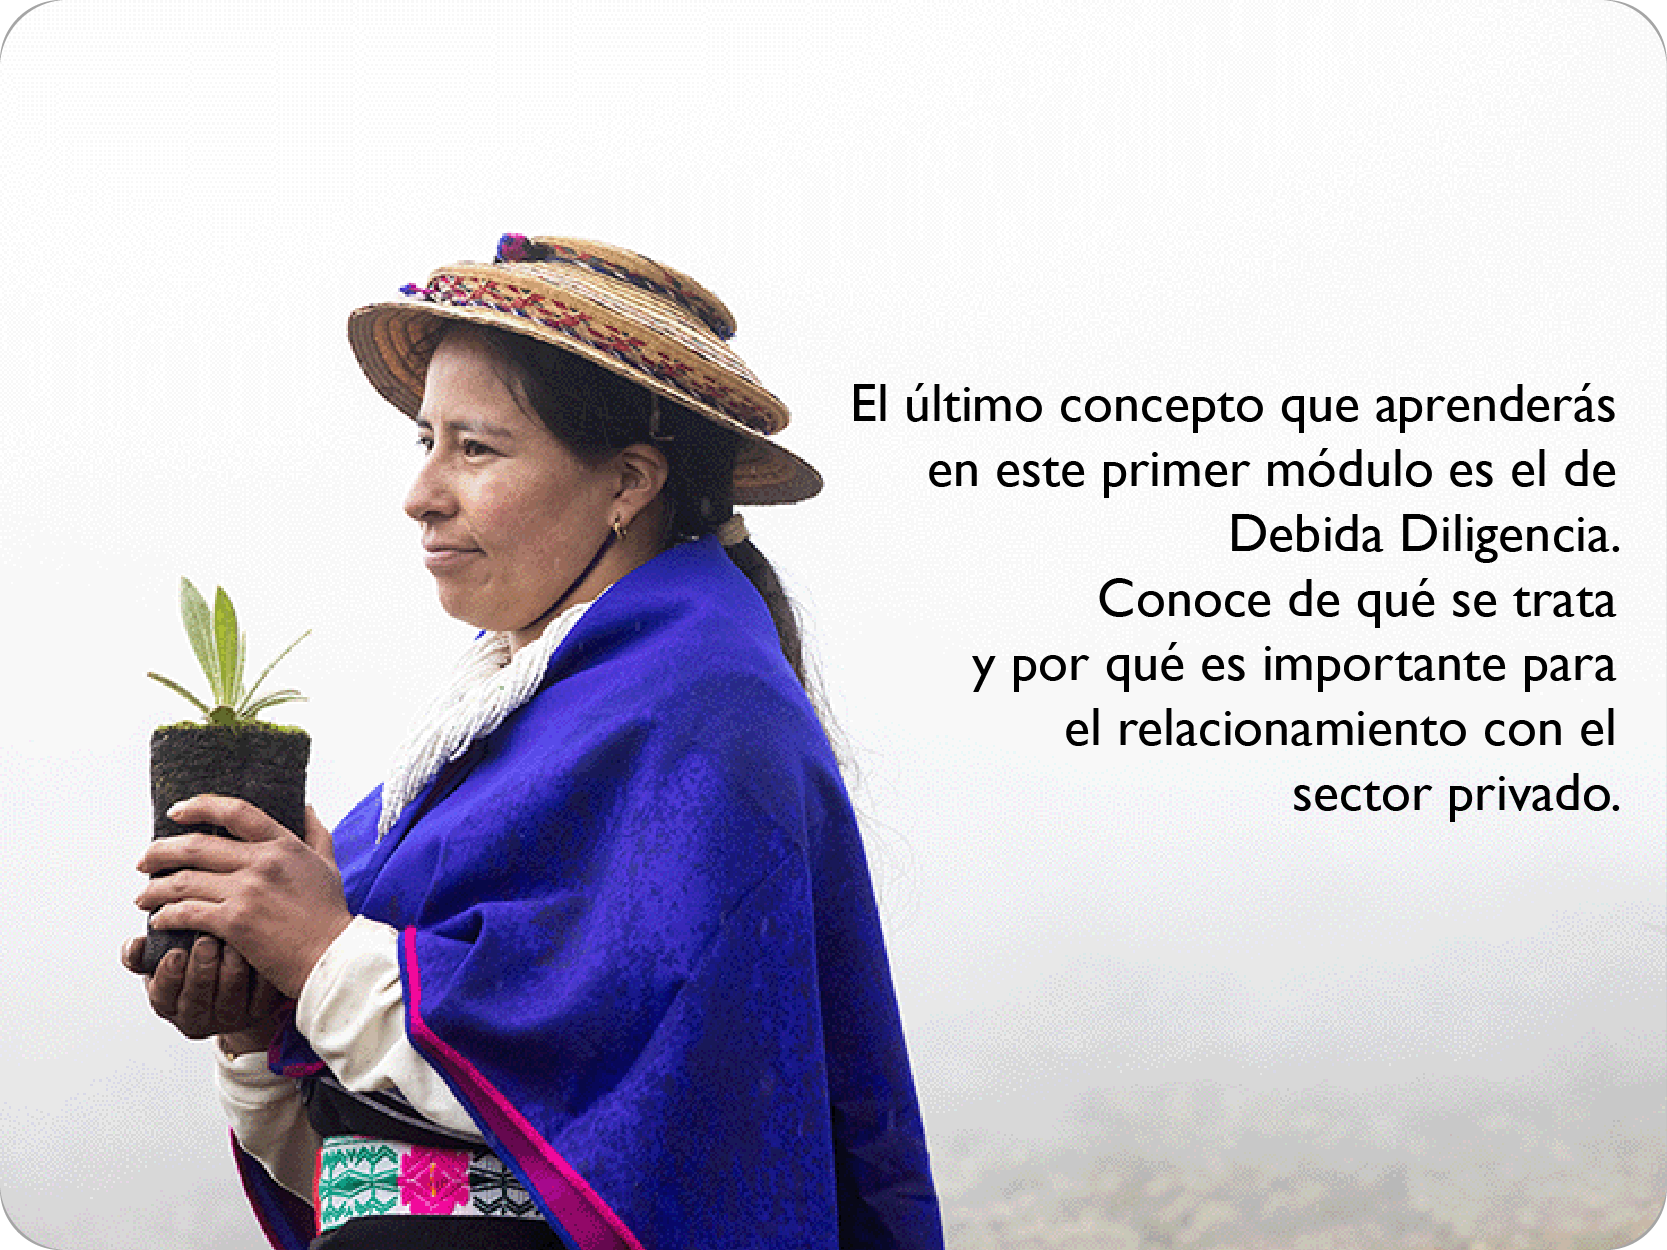 El último concepto que aprenderás
en este primer módulo es el de
Debida Diligencia.
Conoce de qué se trata
y por qué es importante para
el relacionamiento con el
sector privado.